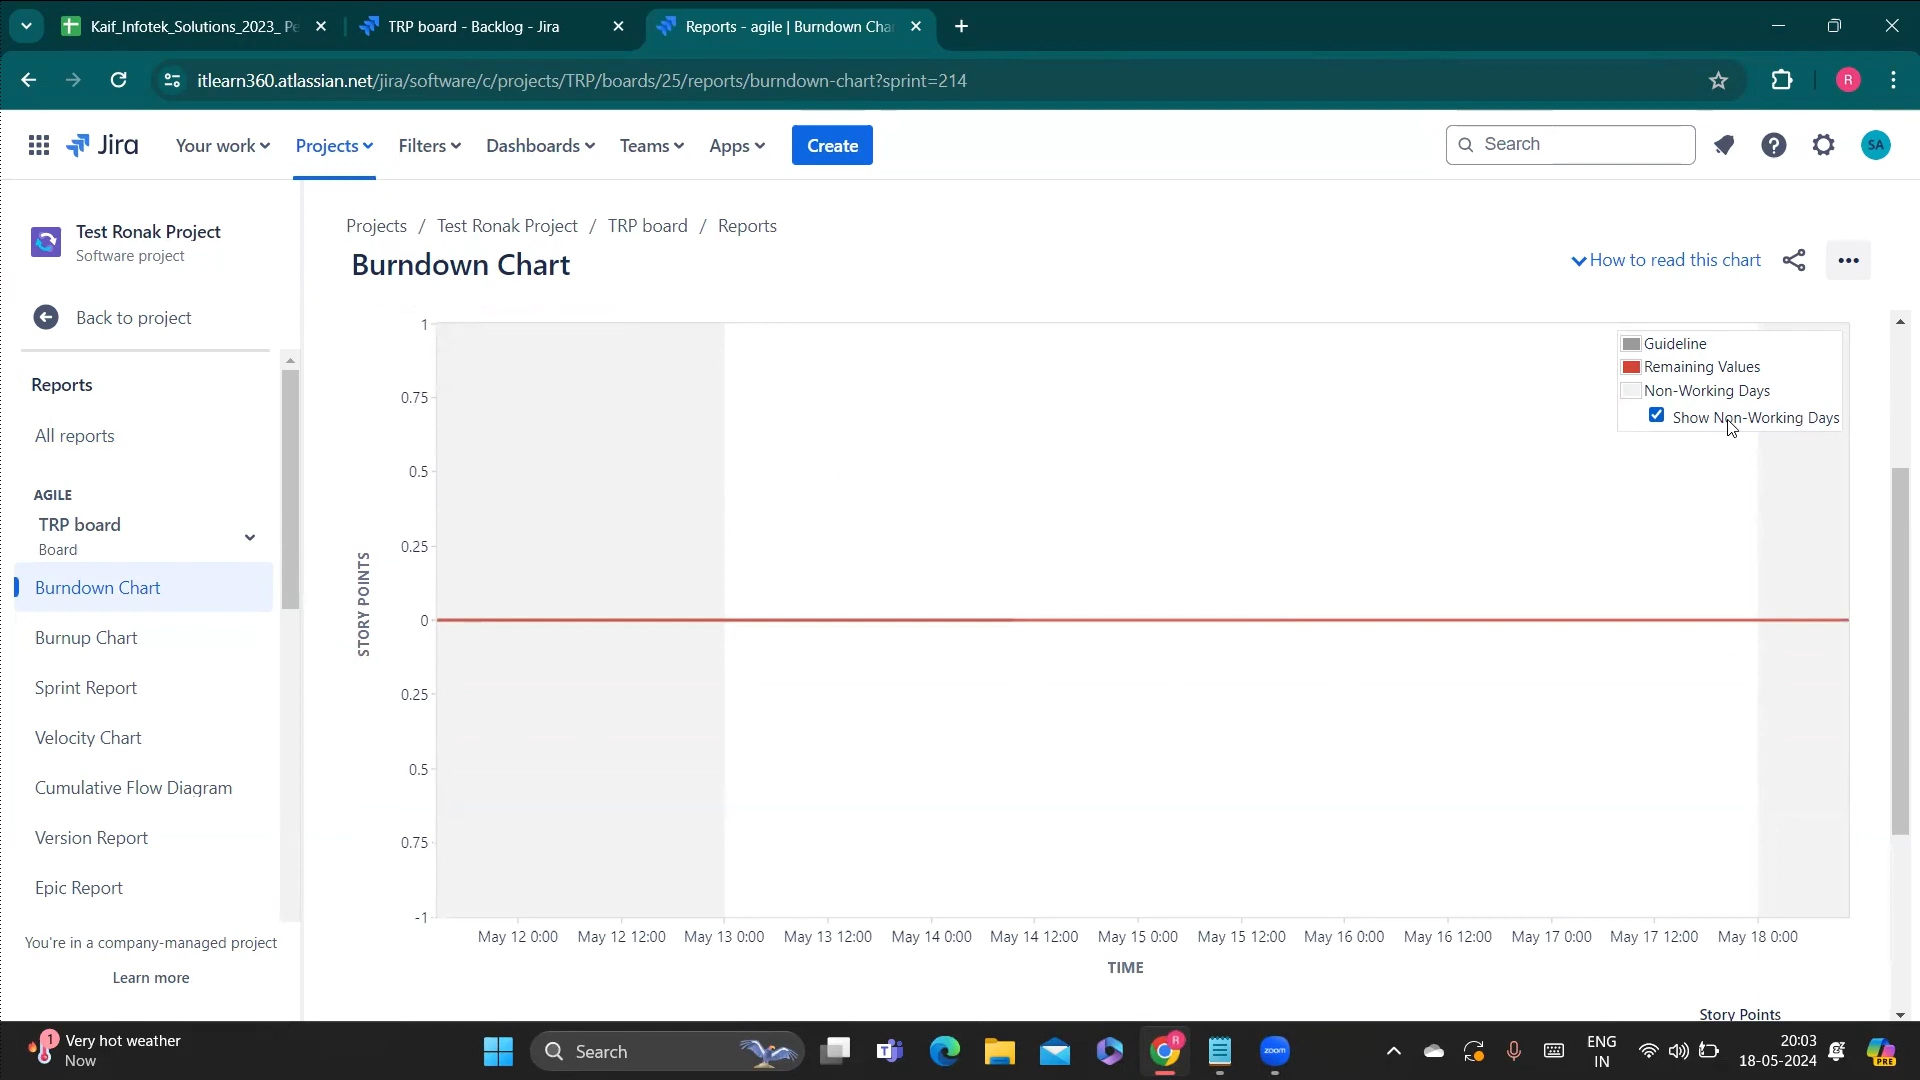 Kaif_Infotek_Solutions_2023_ Pe
TRP board - Backlog - Jira
Reports - agile | Burndown Cha
itlearn360.atlassian.net/jira/software/c/projects/TRP/boards/25/reports/burndown-chart?sprint=214
R
Jira
Your work
Projects
Filters
Dashboards
Teams
Apps
Create
Search
SA
Test Ronak Project
Software project
Back to project
Reports
All reports
AGILE
TRP board
Board
Burndown Chart
Burnup Chart
Sprint Report
Velocity Chart
Cumulative Flow Diagram
Version Report
Epic Report
You're in a company-managed project
Learn more
Projects / Test Ronak Project / TRP board / Reports
Burndown Chart
How to read this chart
Guideline
Remaining Values
Non-Working Days
Show Non-Working Days
STORY POINTS
1
0.75
0.5
0.25
0
0.25
0.5
0.75
-1
May 12 0:00 May 12 12:00 May 13 0:00 May 13 12:00 May 14 0:00 May 14 12:00 May 15 0:00 May 15 12:00 May 16 0:00 May 16 12:00 May 17 0:00 May 17 12:00 May 18 0:00
TIME
Story Points
1
Very hot weather
Now
Search
R
zoom
ENG
IN
20:03
18-05-2024
PRE